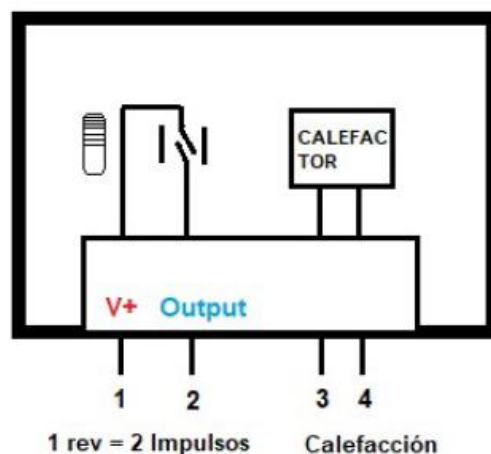 CALEFAC
TOR
V+ Output
1 2 3 4
1 rev = 2 Impulsos Calefacción